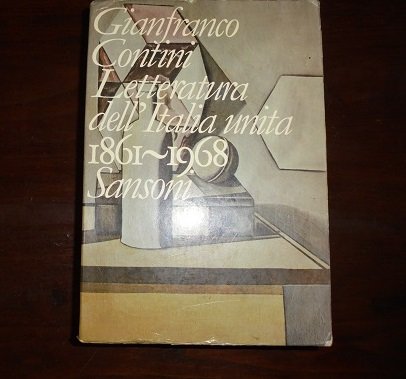 Gianfranco
Contini
Letteratura
dell'Italia unita
1861~1968
Sansoni